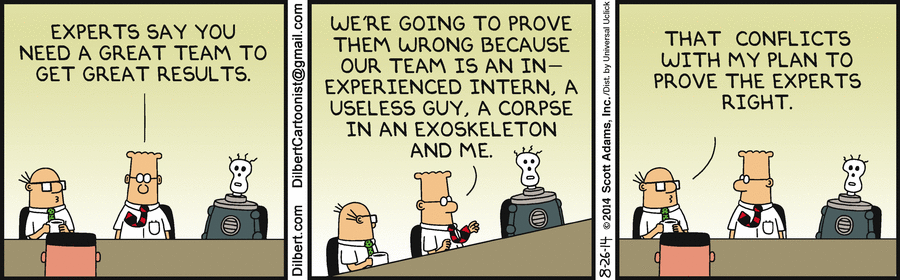 EXPERTS SAY YOU
NEED A GREAT TEAM TO
GET GREAT RESULTS.
Dilbert.com DilbertCartoonist@gmail.com
WE'RE GOING TO PROVE
THEM WRONG BECAUSE
OUR TEAM IS AN IN—
EXPERIENCED INTERN, A
USELESS GUY, A CORPSE
IN AN EXOSKELETON
AND ME.
8-26-14 ©2014 Scott Adams, Inc. /Dist. by Universal Uclick
THAT CONFLICTS
WITH MY PLAN TO
PROVE THE EXPERTS
RIGHT.